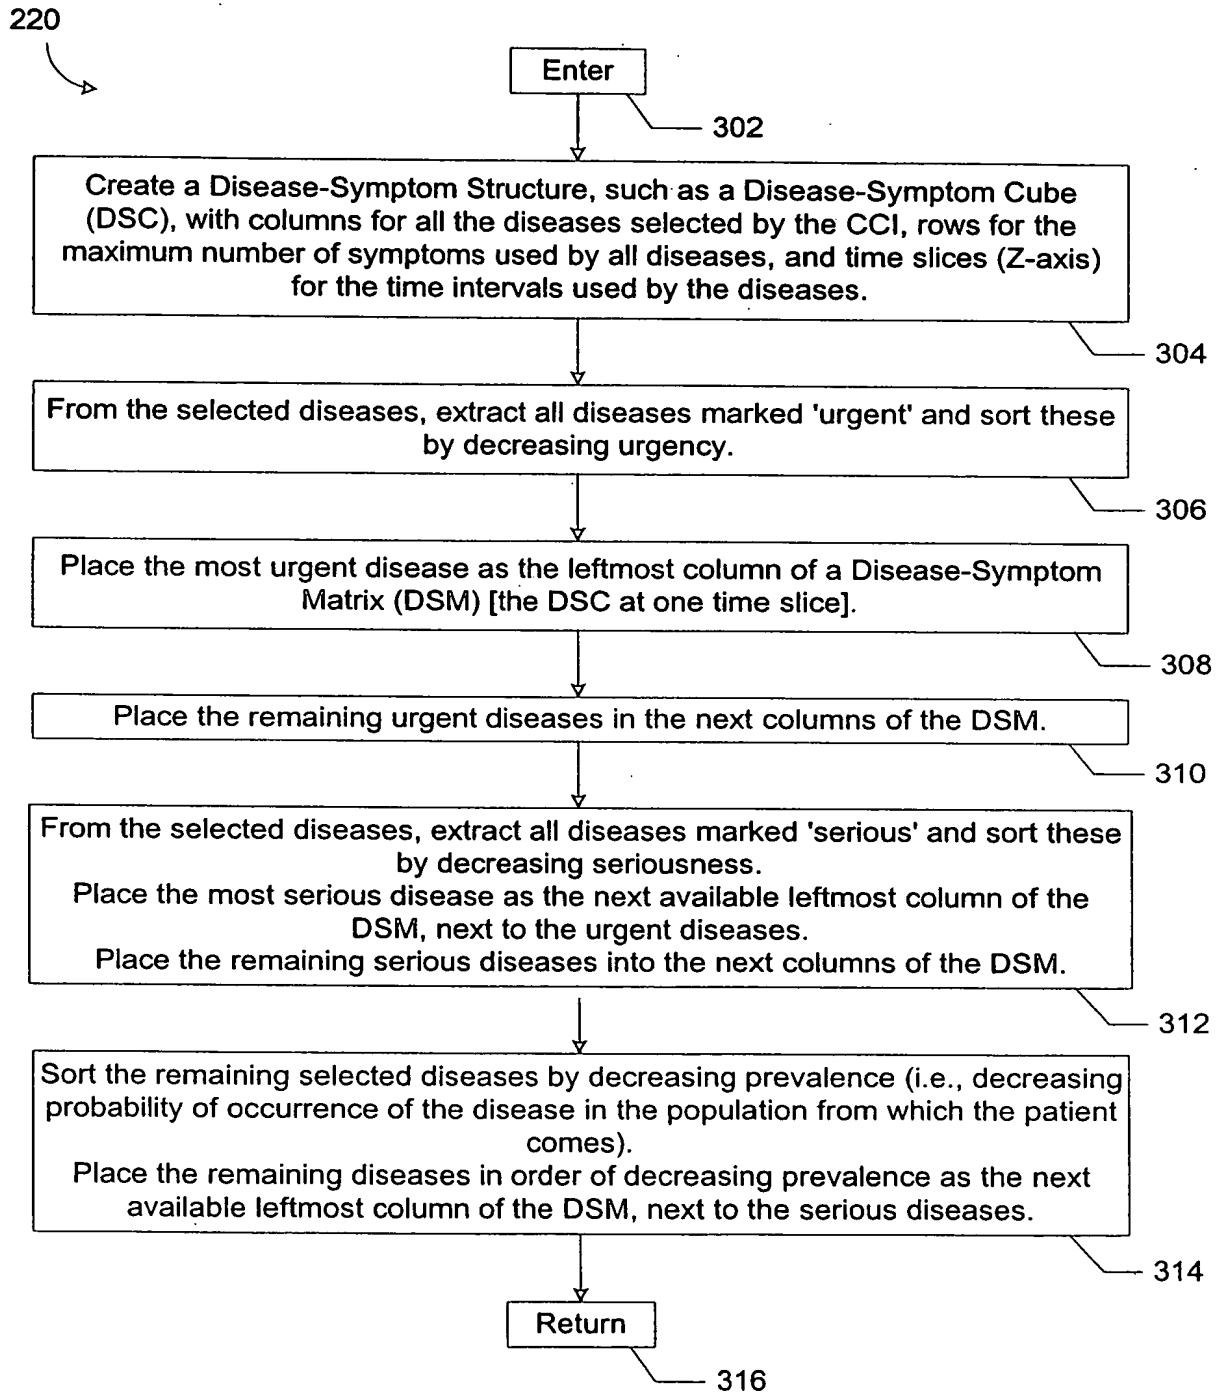 220
Enter
302
Create a Disease-Symptom Structure, such as a Disease-Symptom Cube
(DSC), with columns for all the diseases selected by the CCI, rows for the
maximum number of symptoms used by all diseases, and time slices (Z-axis)
for the time intervals used by the diseases.
304
From the selected diseases, extract all diseases marked 'urgent' and sort these
by decreasing urgency.
306
Place the most urgent disease as the leftmost column of a Disease-Symptom
Matrix (DSM) [the DSC at one time slice].
308
Place the remaining urgent diseases in the next columns of the DSM.
310
From the selected diseases, extract all diseases marked 'serious' and sort these
by decreasing seriousness.
Place the most serious disease as the next available leftmost column of the
DSM, next to the urgent diseases.
Place the remaining serious diseases into the next columns of the DSM.
312
Sort the remaining selected diseases by decreasing prevalence (i.e., decreasing
probability of occurrence of the disease in the population from which the patient
comes).
Place the remaining diseases in order of decreasing prevalence as the next
available leftmost column of the DSM, next to the serious diseases.
314
Return
316